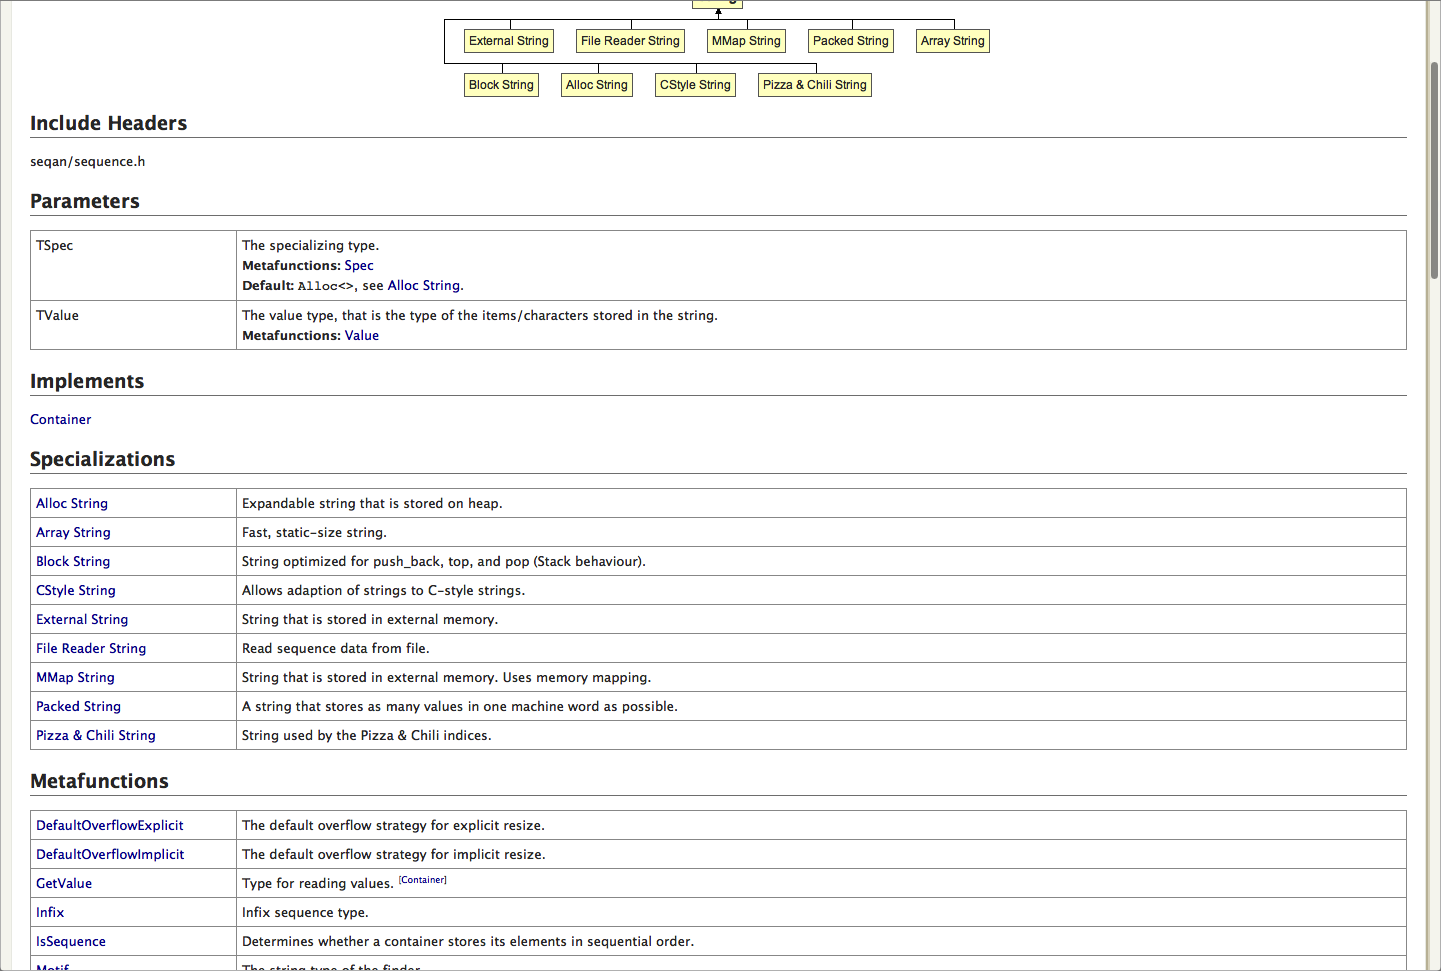 External String File Reader String MMap String Packed String Array String
Block String Alloc String CStyle String Pizza & Chili String
Include Headers
seqan/sequence.h
Parameters
TSpec The specializing type.
Metafunctions: Spec
Default: Alloc<>, see Alloc String.
TValue The value type, that is the type of the items/characters stored in the string.
Metafunctions: Value
Implements
Container
Specializations
Alloc String Expandable string that is stored on heap.
Array String Fast, static-size string.
Block String String optimized for push_back, top, and pop (Stack behaviour).
CStyle String Allows adaption of strings to C-style strings.
External String String that is stored in external memory.
File Reader String Read sequence data from file.
MMap String String that is stored in external memory. Uses memory mapping.
Packed String A string that stores as many values in one machine word as possible.
Pizza & Chili String String used by the Pizza & Chili indices.
Metafunctions
DefaultOverflowExplicit The default overflow strategy for explicit resize.
DefaultOverflowImplicit The default overflow strategy for implicit resize.
GetValue Type for reading values. [Container]
Infix Infix sequence type.
IsSequence Determines whether a container stores its elements in sequential order.
Motif The string type of the finder.